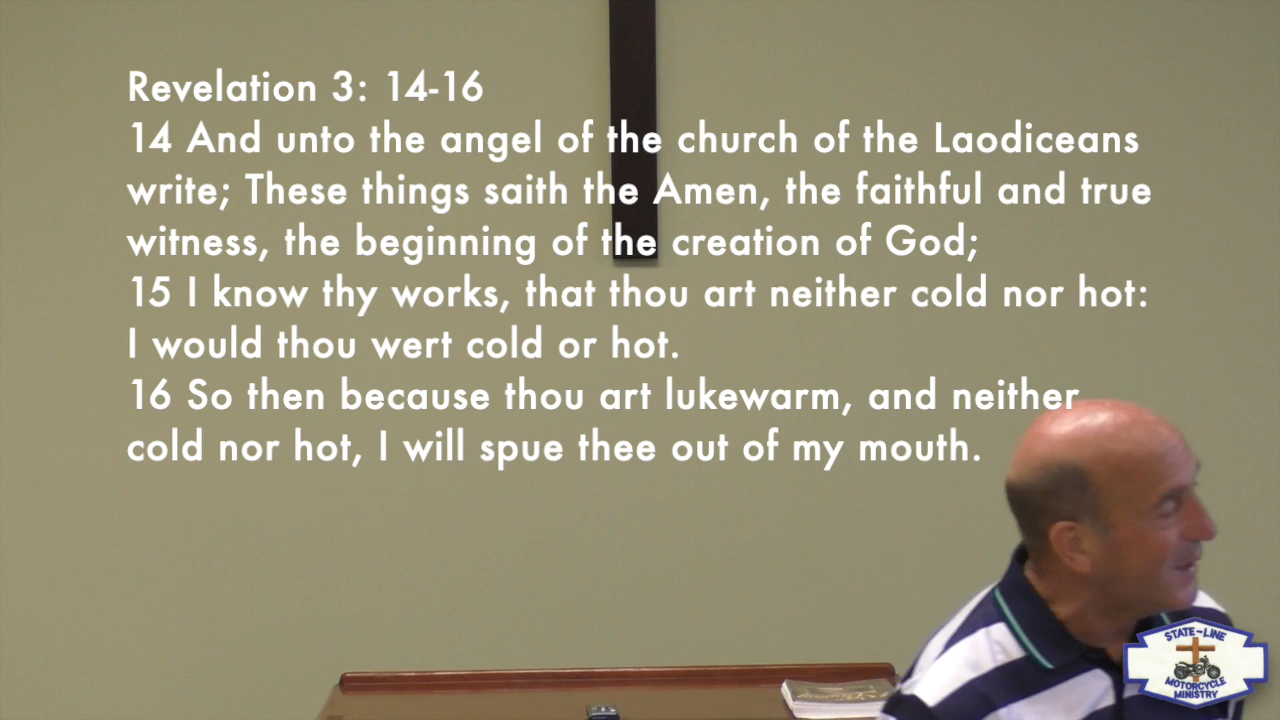 Revelation 3: 14-16
14 And unto the angel of the church of the Laodiceans
write; These things saith the Amen, the faithful and true
witness, the beginning of the creation of God;
15 I know thy works, that thou art neither cold nor hot:
I would thou wert cold or hot.
16 So then because thou art lukewarm, and neither
cold nor hot, I will spue thee out of my mouth.
STATE-LINE
MOTORCYCLE
MINISTRY